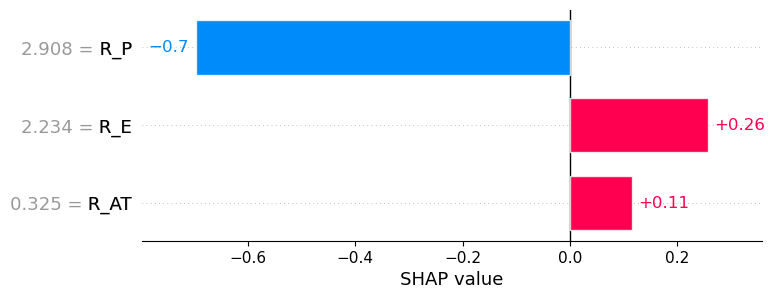 2.908 = R_P −0.7
2.234 = R_E +0.26
0.325 = R_AT +0.11
−0.6 −0.4 −0.2 0.0 0.2
SHAP value